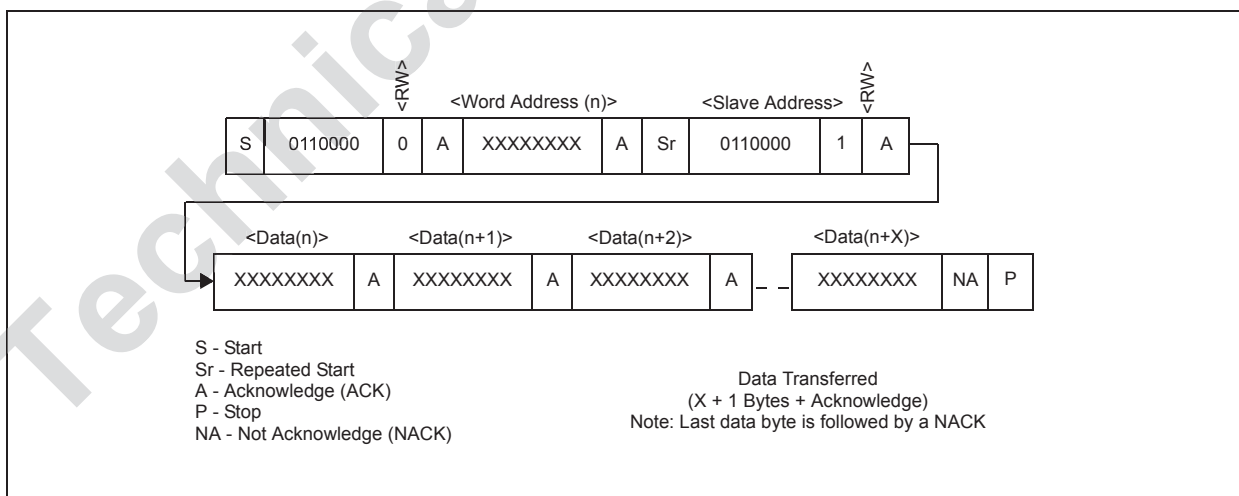 Technica
<RW> <Word Address (n)> <Slave Address> <RW>
S 0110000 0 A XXXXXXXX A Sr 0110000 1 A
<Data(n)> <Data(n+1)> <Data(n+2)> <Data(n+X)>
XXXXXXXX A XXXXXXXX A XXXXXXXX A XXXXXXXX NA P
S - Start
Sr - Repeated Start
A - Acknowledge (ACK)
P - Stop
NA - Not Acknowledge (NACK)
Data Transferred
(X + 1 Bytes + Acknowledge)
Note: Last data byte is followed by a NACK